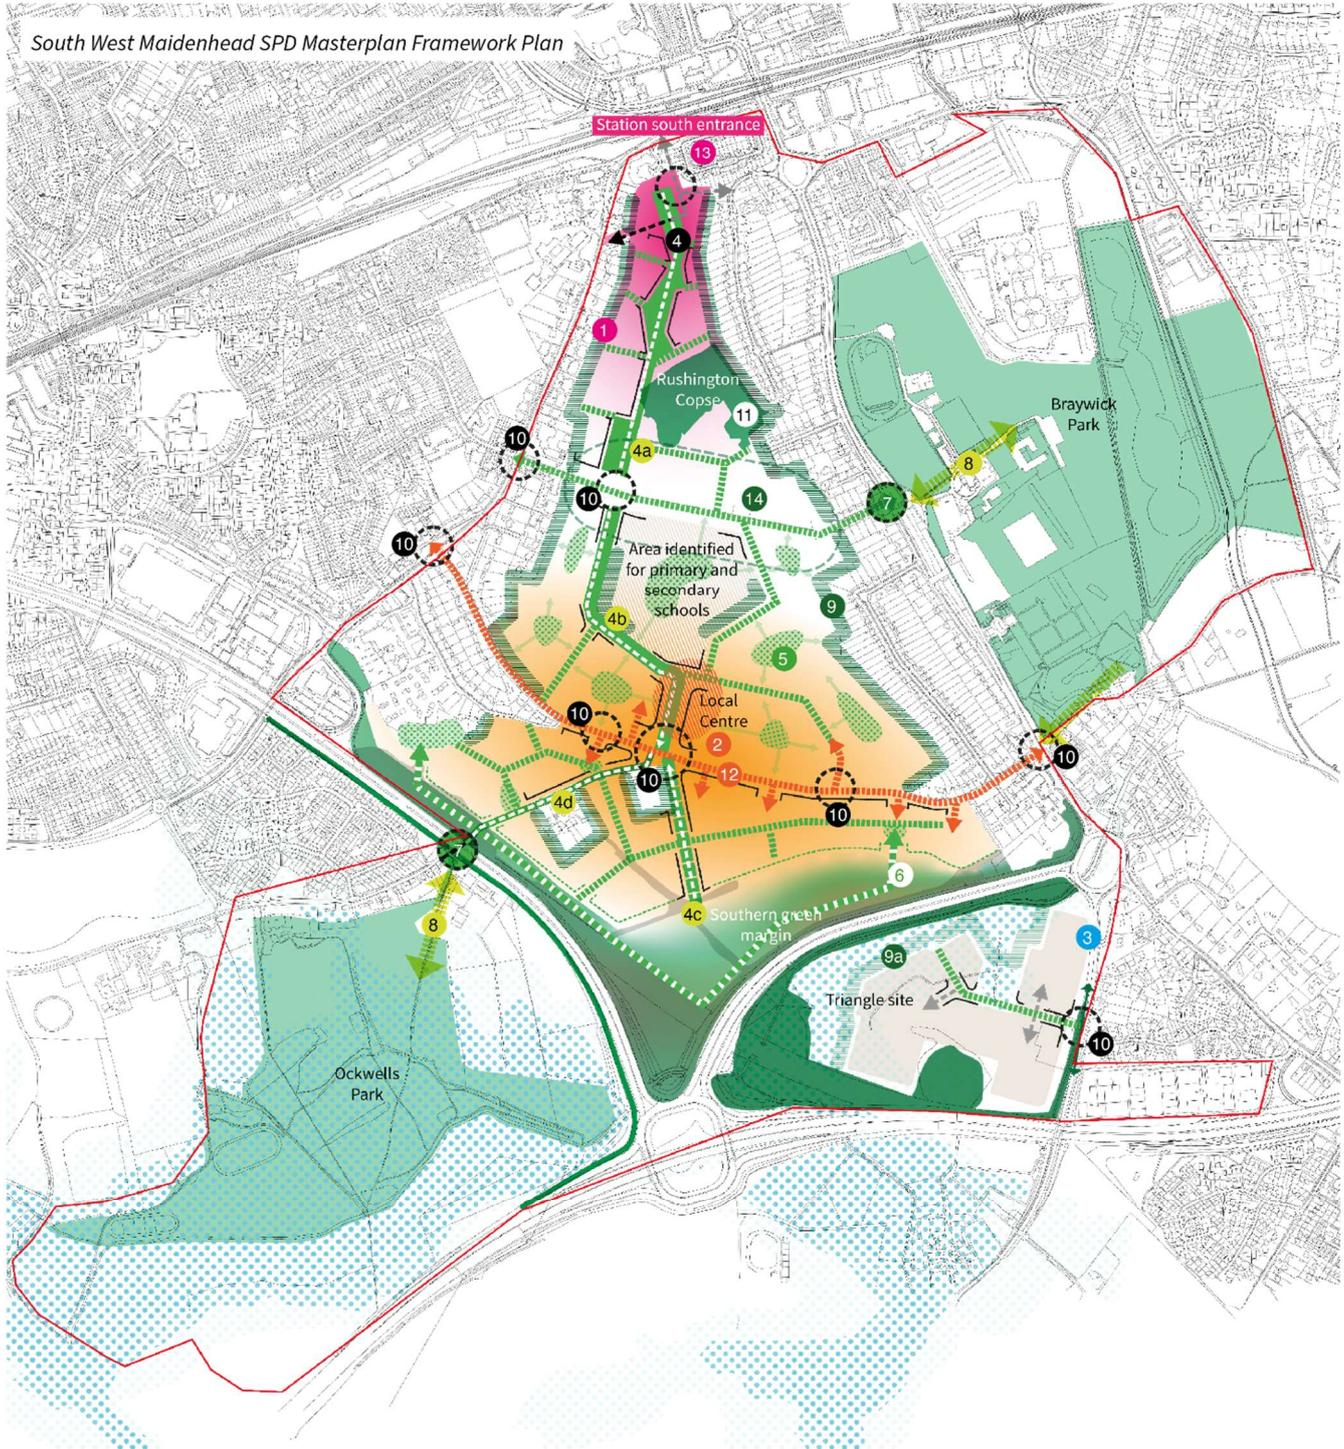 South West Maidenhead SPD Masterplan Framework Plan
Station south entrance
13
4
1
Rushington
Copse
11
Braywick
Park
10
4a
8
10
14
7
10
Area identified
for primary and
secondary
schools
9
4b
5
Local
Centre
10
2
10
12
10
4d
10
7
6
4c
Southern green
margin
8
3
9a
Triangle site
10
Ockwells
Park